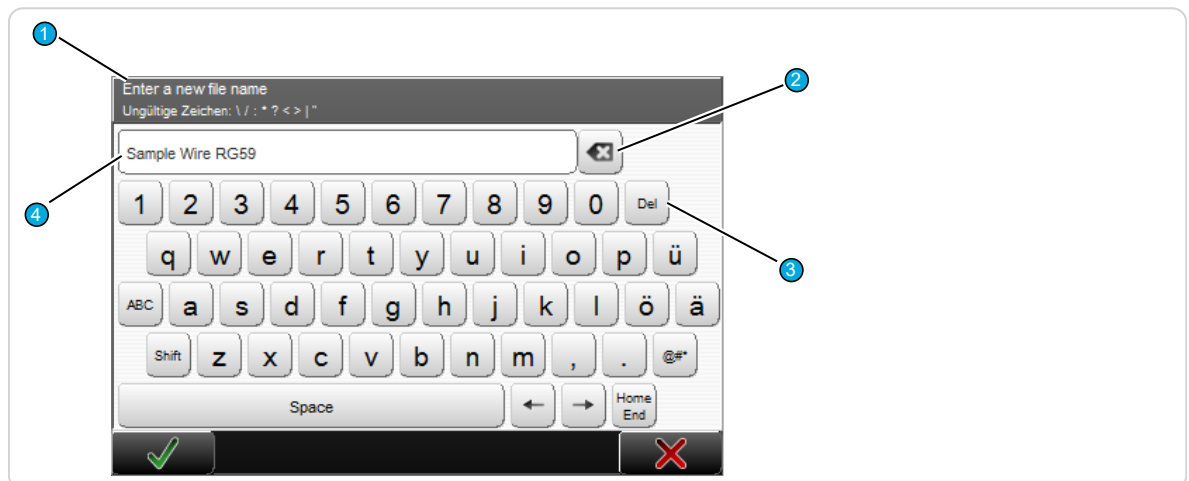 1
Enter a new file name
2
Ungültige Zeichen: \ / : * ? < > | "
Sample Wire RG59
4
1 2 3 4 5 6 7 8 9 0 Del
q w e r t y u i o p ü
3
ABC a s d f g h j k l ö ä
Shift z x c v b n m , . @#*
Space ← → Home
End